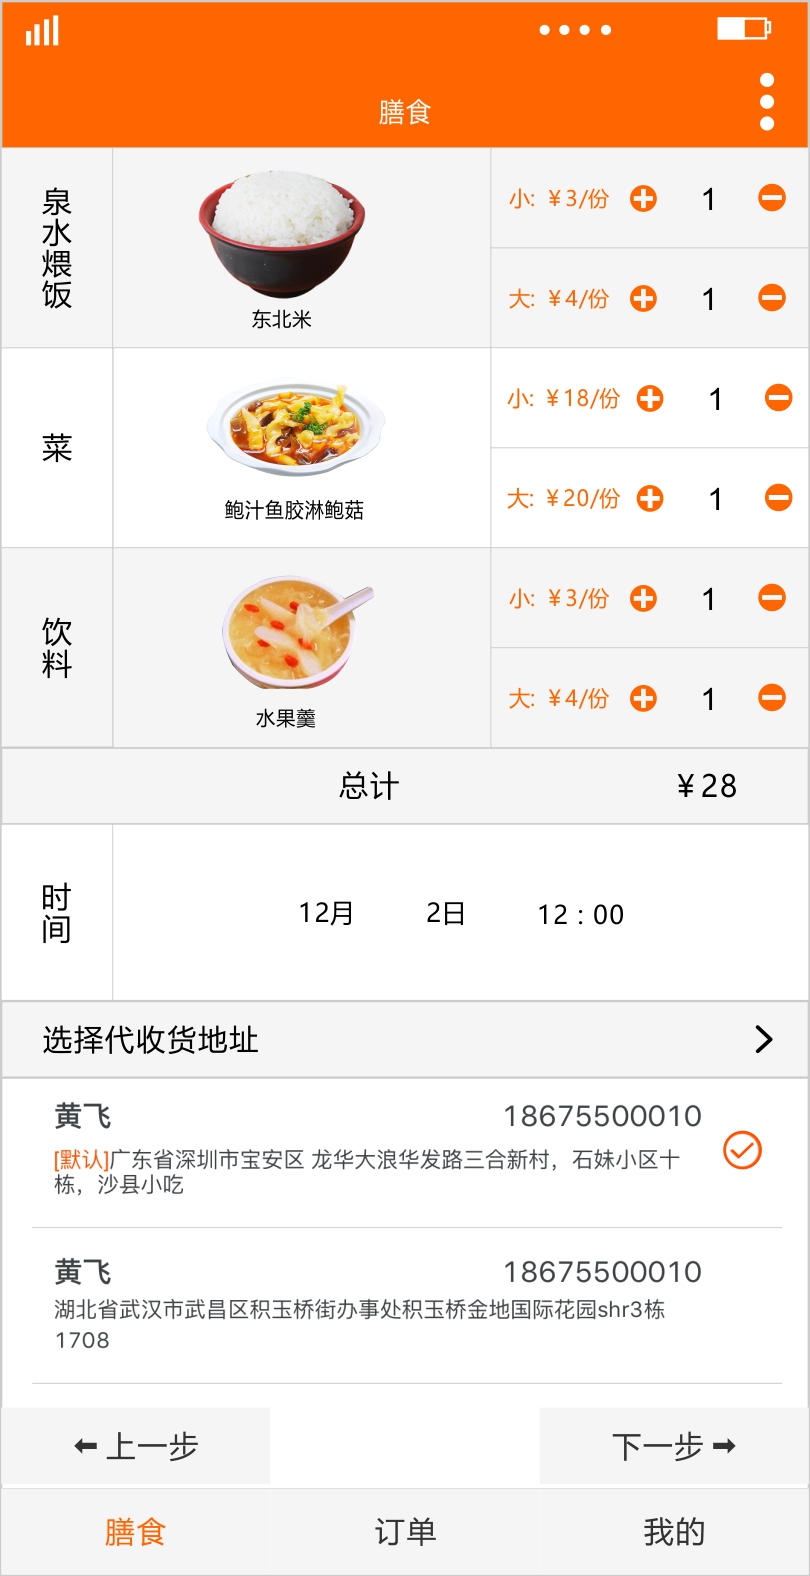 膳食
泉水煨饭
东北米
小: ¥3/份 1
大: ¥4/份 1
菜
鲍汁鱼胶淋鲍菇
小: ¥18/份 1
大: ¥20/份 1
饮料
水果羹
小: ¥3/份 1
大: ¥4/份 1
总计 ¥28
时间
12月 2日 12 : 00
选择代收货地址
黄飞 18675500010
[默认]广东省深圳市宝安区 龙华大浪华发路三合新村，石妹小区十
栋，沙县小吃
黄飞 18675500010
湖北省武汉市武昌区积玉桥街办事处积玉桥金地国际花园shr3栋
1708
上一步 下一步
膳食 订单 我的